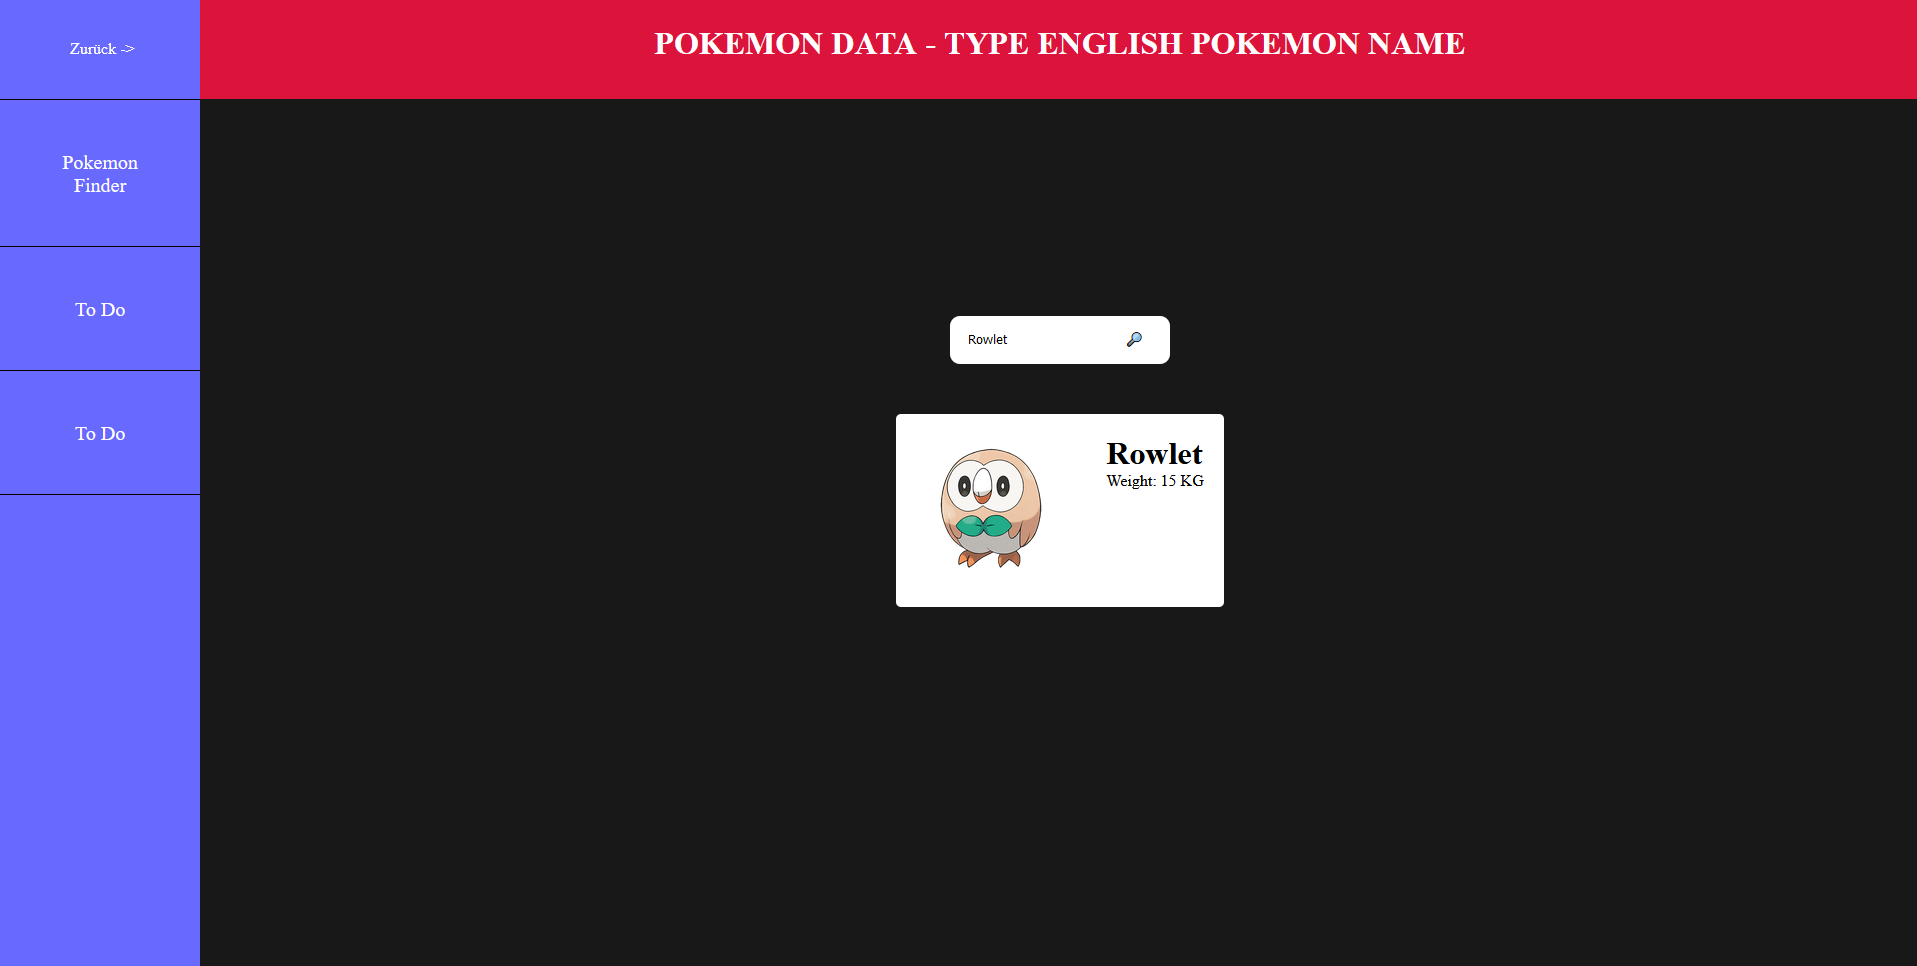 Zurück ->
POKEMON DATA - TYPE ENGLISH POKEMON NAME
Pokemon
Finder
To Do
To Do
Rowlet
Rowlet
Weight: 15 KG